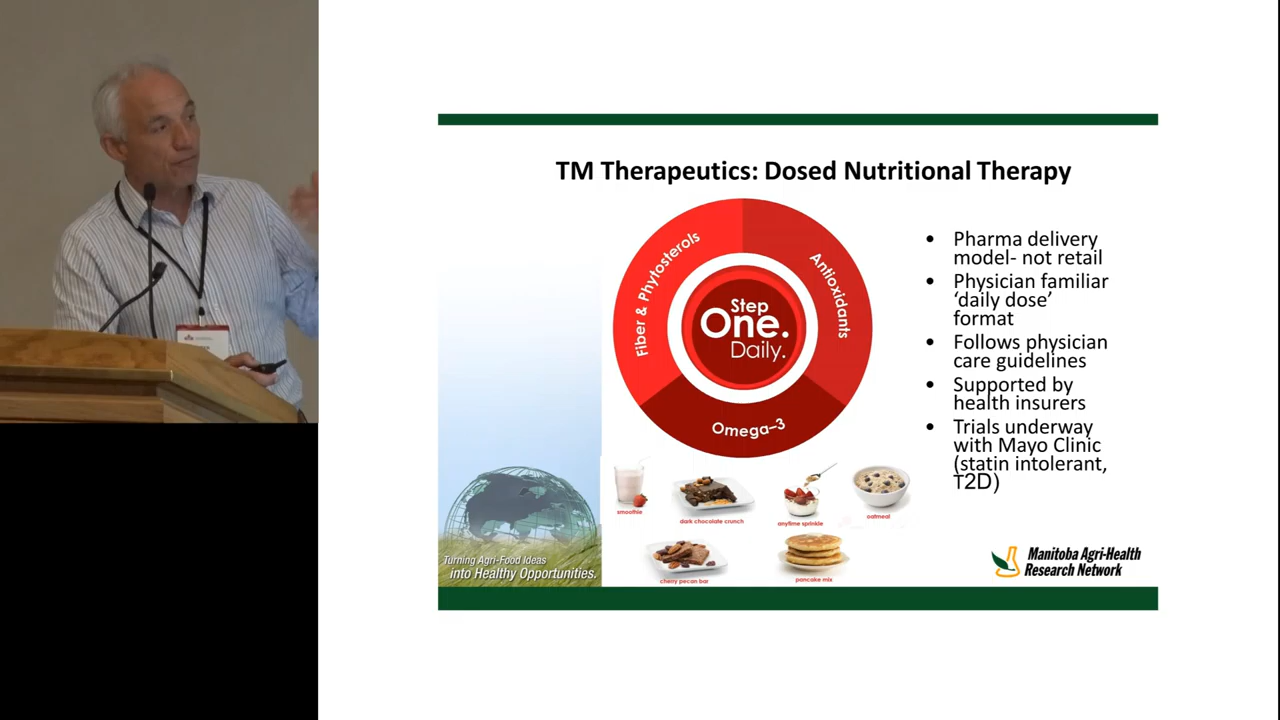 TM Therapeutics: Dosed Nutritional Therapy
Fiber & Phytosterols
Antioxidants
Omega–3
Step
One.
Daily.
smoothie
dark chocolate crunch
anytime sprinkle
oatmeal
cherry pecan bar
pancake mix
• Pharma delivery
model- not retail
• Physician familiar
‘daily dose’
format
• Follows physician
care guidelines
• Supported by
health insurers
• Trials underway
with Mayo Clinic
(statin intolerant,
T2D)
Turning Agri-Food Ideas
into Healthy Opportunities.
Manitoba Agri-Health
Research Network